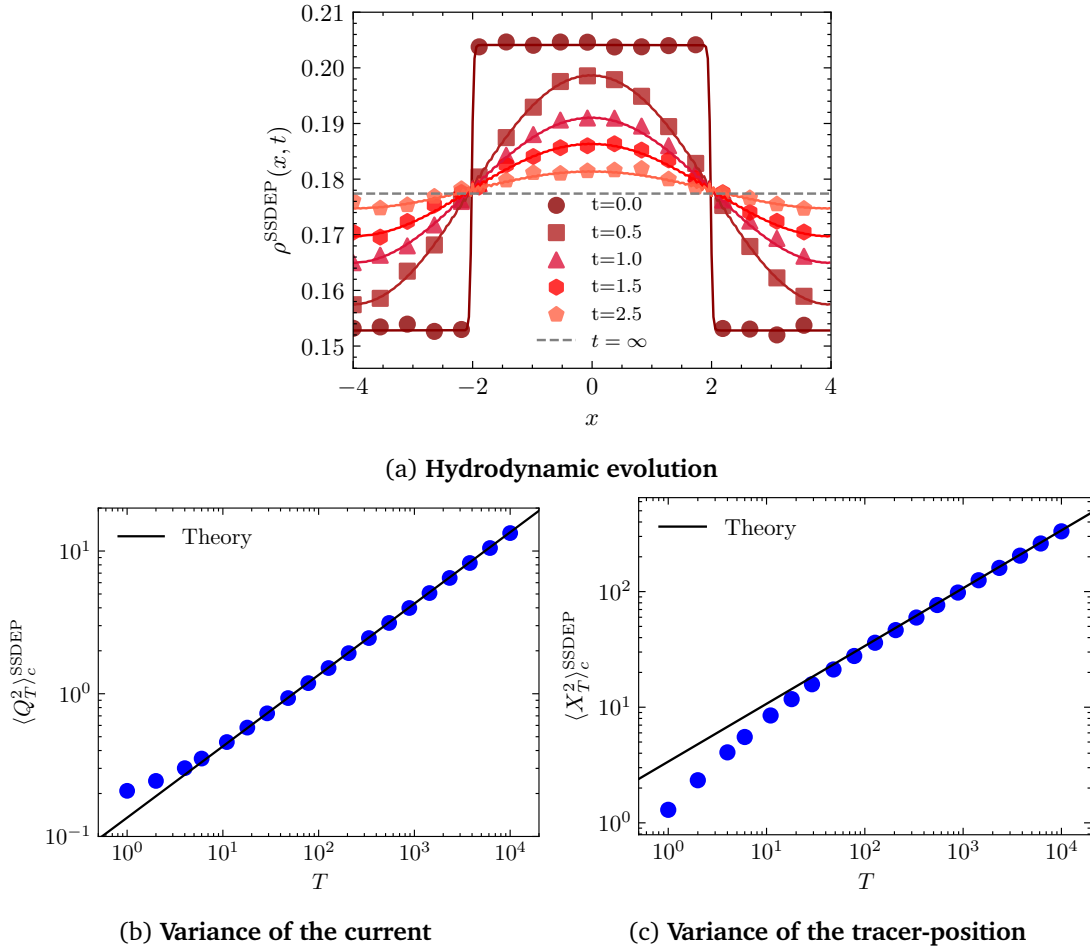 0.21
0.20
0.19
0.18
0.17
0.16
0.15
ρ^SSDEP(x, t)
t=0.0
t=0.5
t=1.0
t=1.5
t=2.5
t = ∞
−4 −2 0 2 4
x
(a) Hydrodynamic evolution
Theory
10^1
10^0
10^−1
⟨Q_T^2⟩_c^SSDEP
10^0 10^1 10^2 10^3 10^4
T
(b) Variance of the current
Theory
10^2
10^1
10^0
⟨X_T^2⟩_c^SSDEP
10^0 10^1 10^2 10^3 10^4
T
(c) Variance of the tracer-position